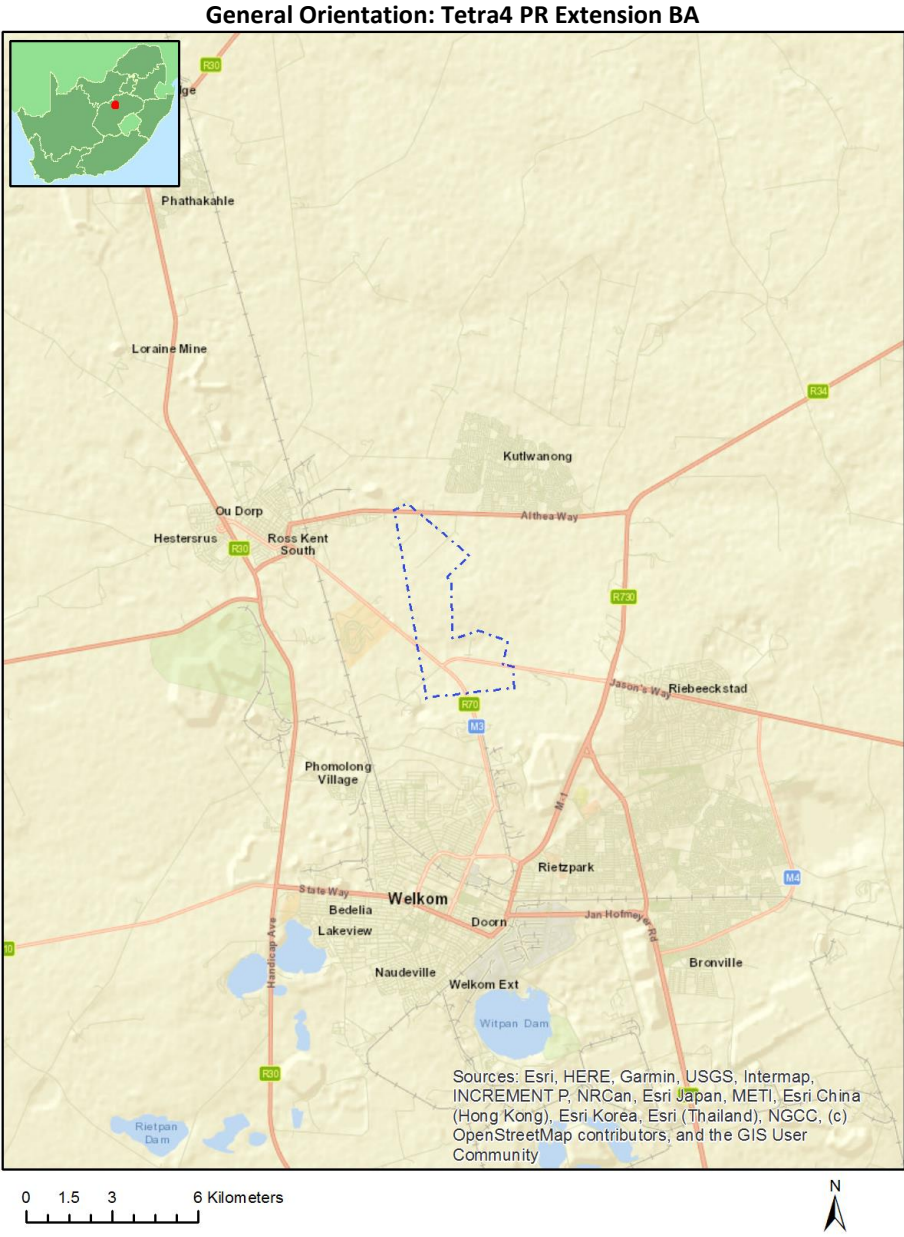 General Orientation: Tetra4 PR Extension BA
R30
lge
Phathakahle
Loraine Mine
R34
Kutlwanong
Ou Dorp
Althea Way
Hestersrus
R30
Ross Kent
South
R730
Jason's Way
Riebeeckstad
R70
M3
Phomolong
Village
M-1
Rietzpark
M4
State Way
Welkom
Bedelia
Doorn
Jan Hofmeyer Rd
Lakeview
Handicap Ave
10
Naudeville
Bronville
Welkom Ext
Witpan Dam
R30
Rietpan
Dam
Sources: Esri, HERE, Garmin, USGS, Intermap,
INCREMENT P, NRCan, Esri Japan, METI, Esri China
(Hong Kong), Esri Korea, Esri (Thailand), NGCC, (c)
OpenStreetMap contributors, and the GIS User
Community
0 1.5 3 6 Kilometers
N